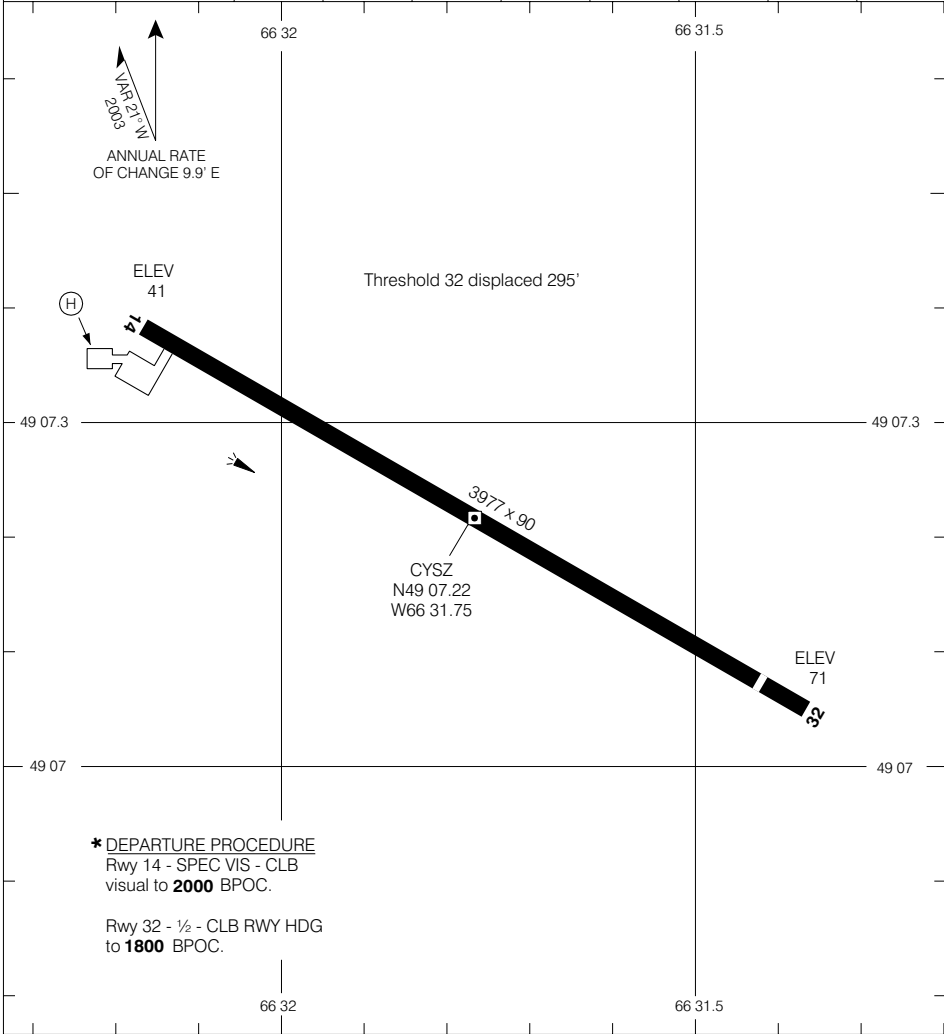 66 32
66 31.5
VAR 21° W
2003
ANNUAL RATE
OF CHANGE 9.9' E
ELEV
41
Threshold 32 displaced 295'
H
14
49 07.3
49 07.3
3977 x 90
CYSZ
N49 07.22
W66 31.75
ELEV
71
32
49 07
49 07
* DEPARTURE PROCEDURE
Rwy 14 - SPEC VIS - CLB
visual to 2000 BPOC.
Rwy 32 - ½ - CLB RWY HDG
to 1800 BPOC.
66 32
66 31.5